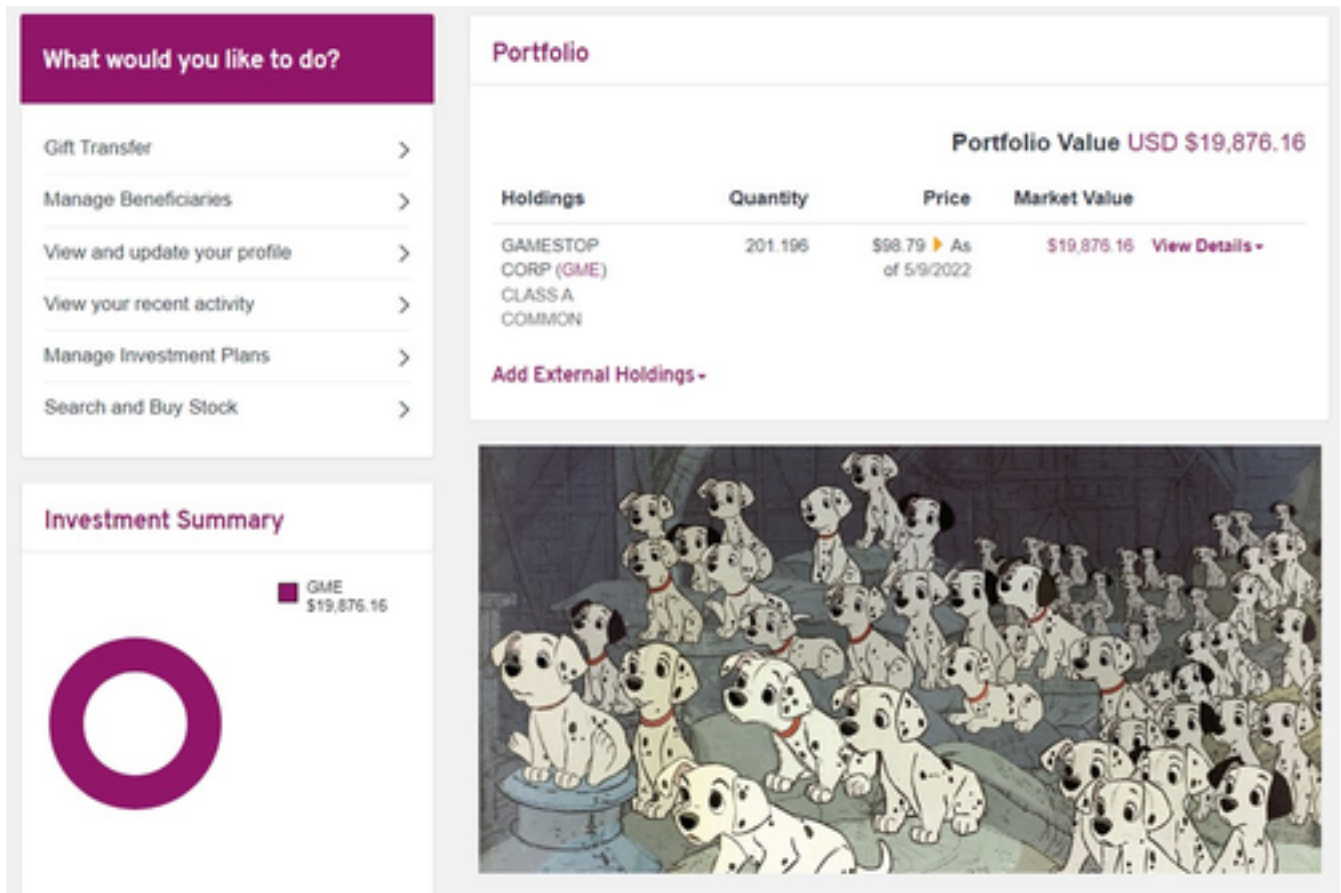 What would you like to do?
Gift Transfer
Manage Beneficiaries
View and update your profile
View your recent activity
Manage Investment Plans
Search and Buy Stock
Investment Summary
GME
$19,876.16
Portfolio
Portfolio Value USD $19,876.16
Holdings Quantity Price Market Value
GAMESTOP 201.196 $98.79 As $19,876.16 View Details
CORP (GME) of 5/9/2022
CLASS A
COMMON
Add External Holdings